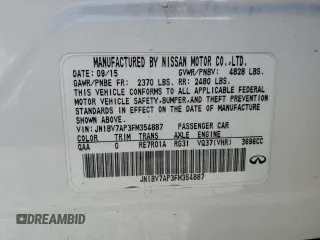 MANUFACTURED BY NISSAN MOTOR CO.,LTD.
DATE: 09/15 GVWR/PNBV: 4828 LBS.
GAWR/PNBE FR: 2370 LBS. RR: 2480 LBS.
THIS VEHICLE CONFORMS TO ALL APPLICABLE FEDERAL
MOTOR VEHICLE SAFETY,BUMPER,AND THEFT PREVENTION
STANDARDS IN EFFECT ON THE DATE OF
MANUFACTURE SHOWN ABOVE.
VIN: JN1BV7AP3FM354887 PASSENGER CAR
COLOR TRIM TRANS AXLE ENGINE
QAA G RE7R01A RG31 VQ37(VHR) 3696CC
JN1BV7AP3FM354887
AUTOBIDMASTER